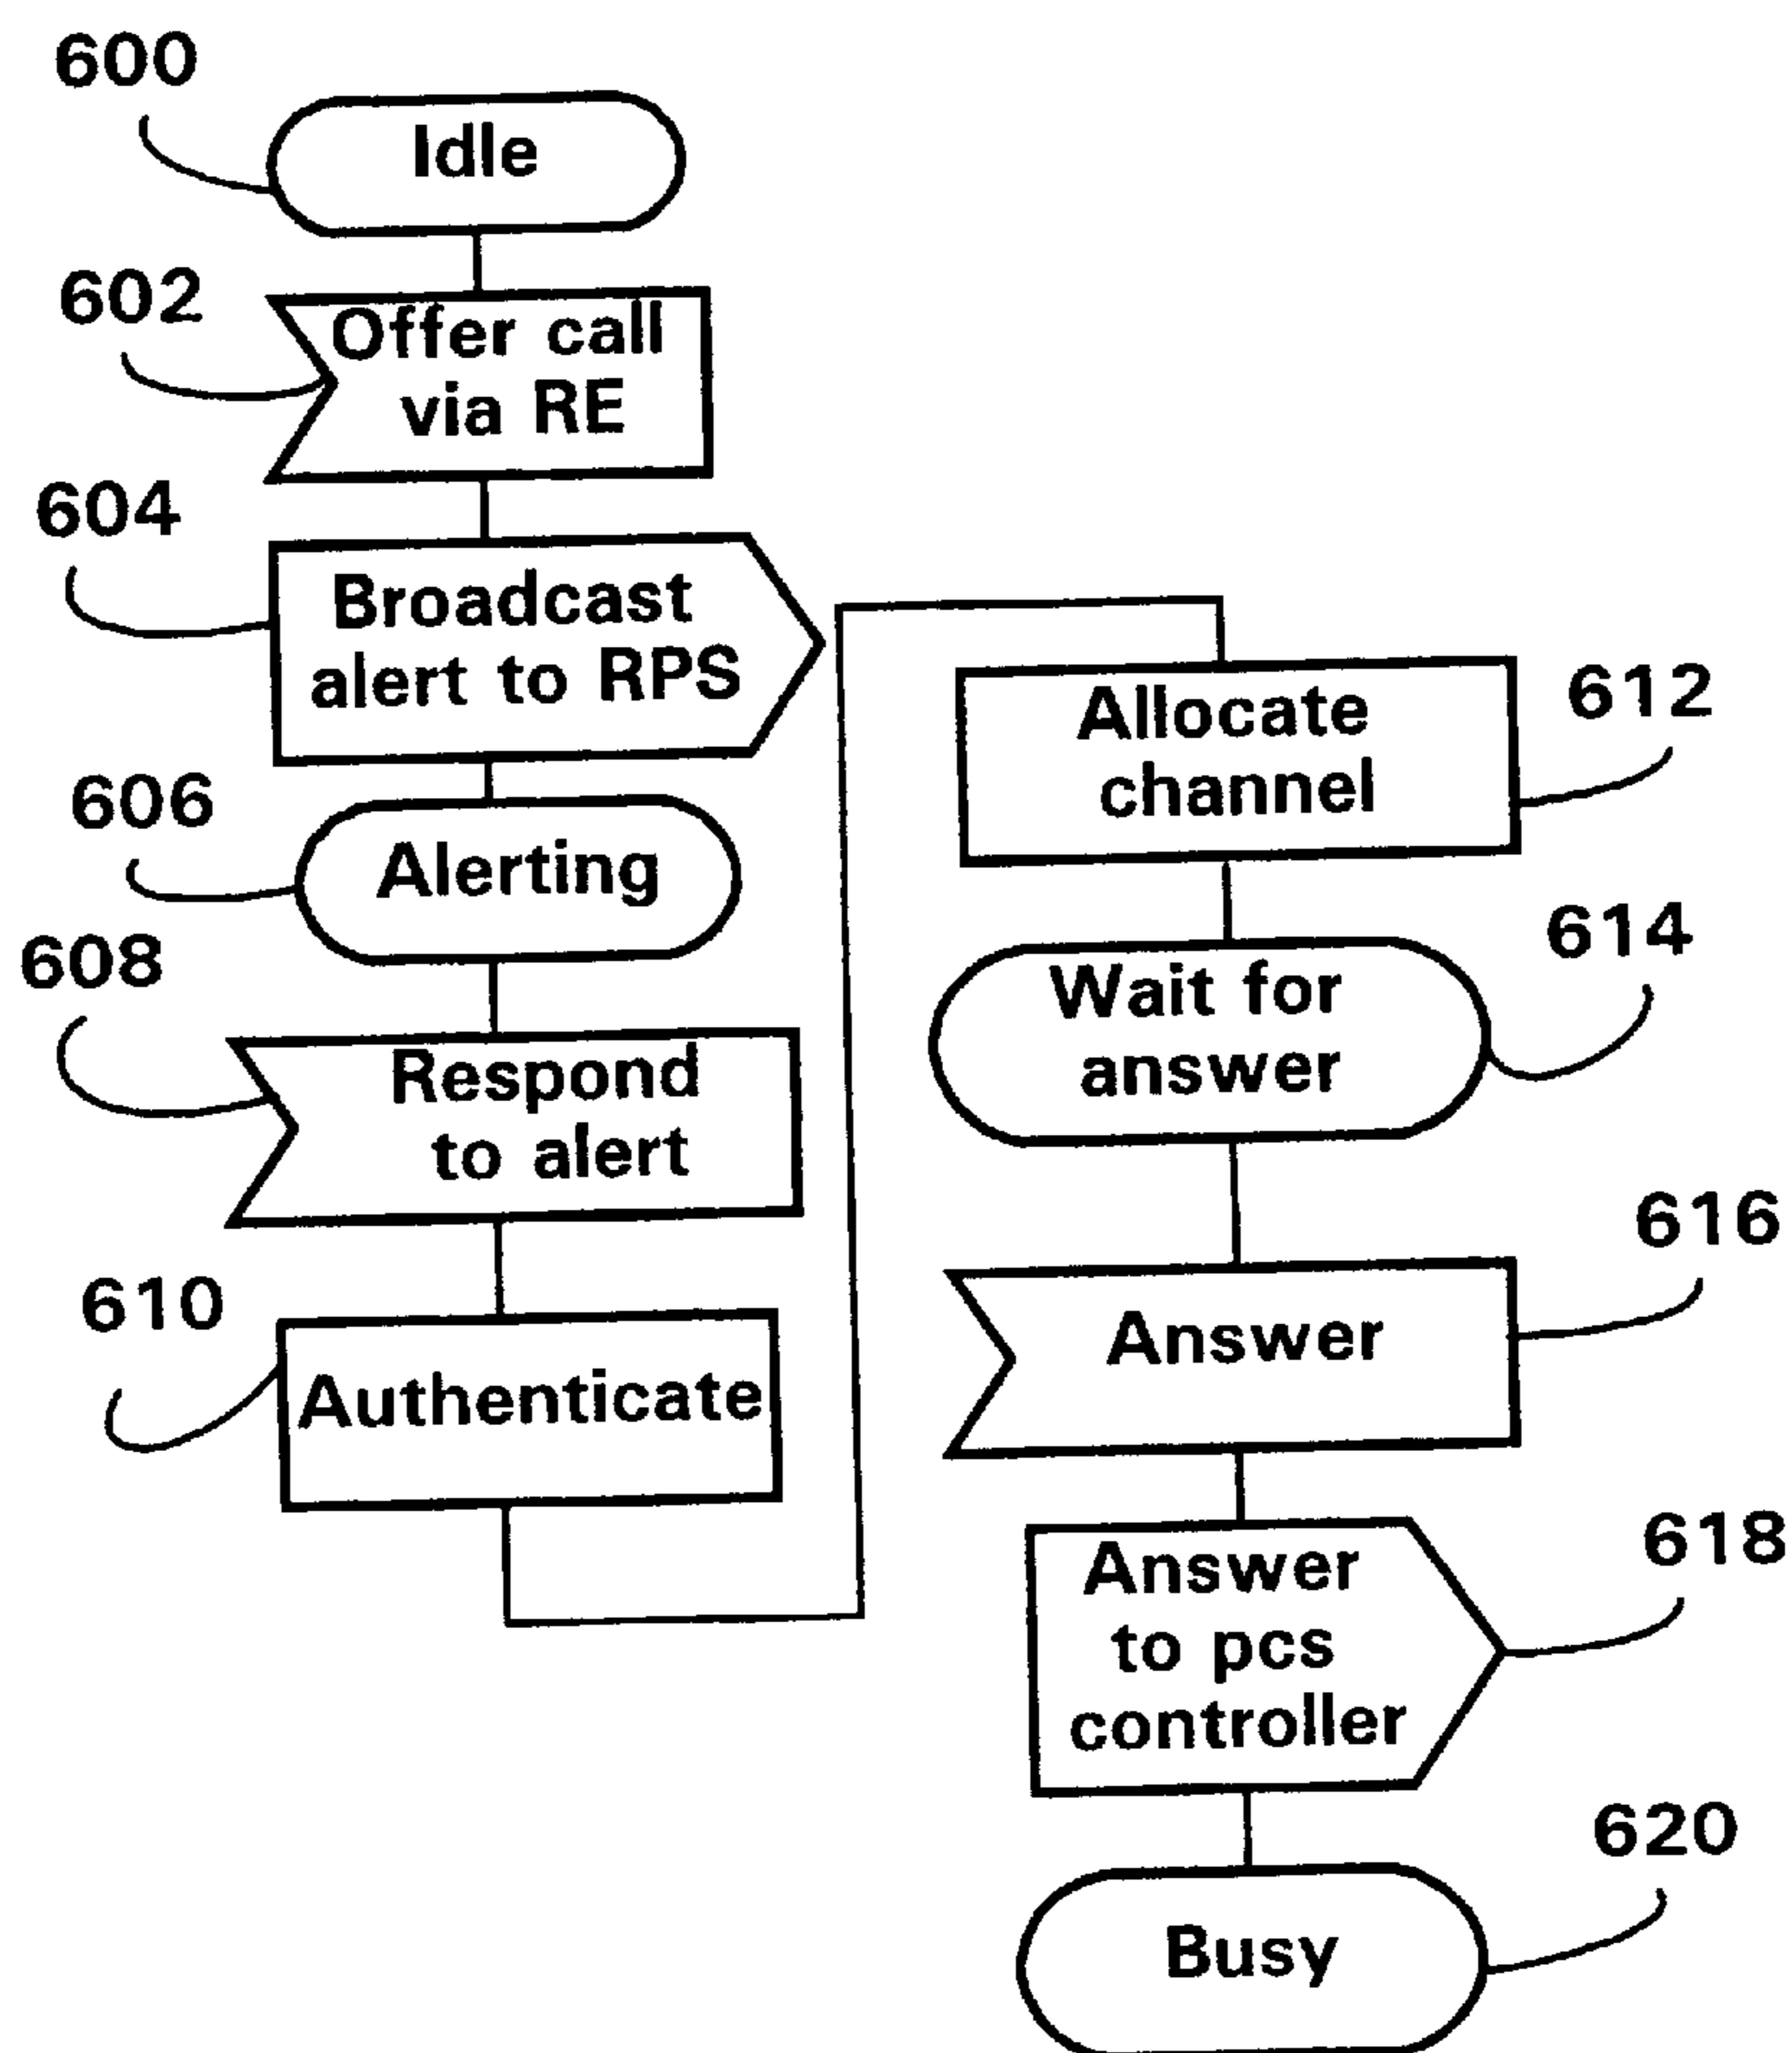 600
Idle
602
Offer call
via RE
604
Broadcast
alert to RPS
606
Alerting
608
Respond
to alert
610
Authenticate
612
Allocate
channel
614
Wait for
answer
616
Answer
618
Answer
to pcs
controller
620
Busy